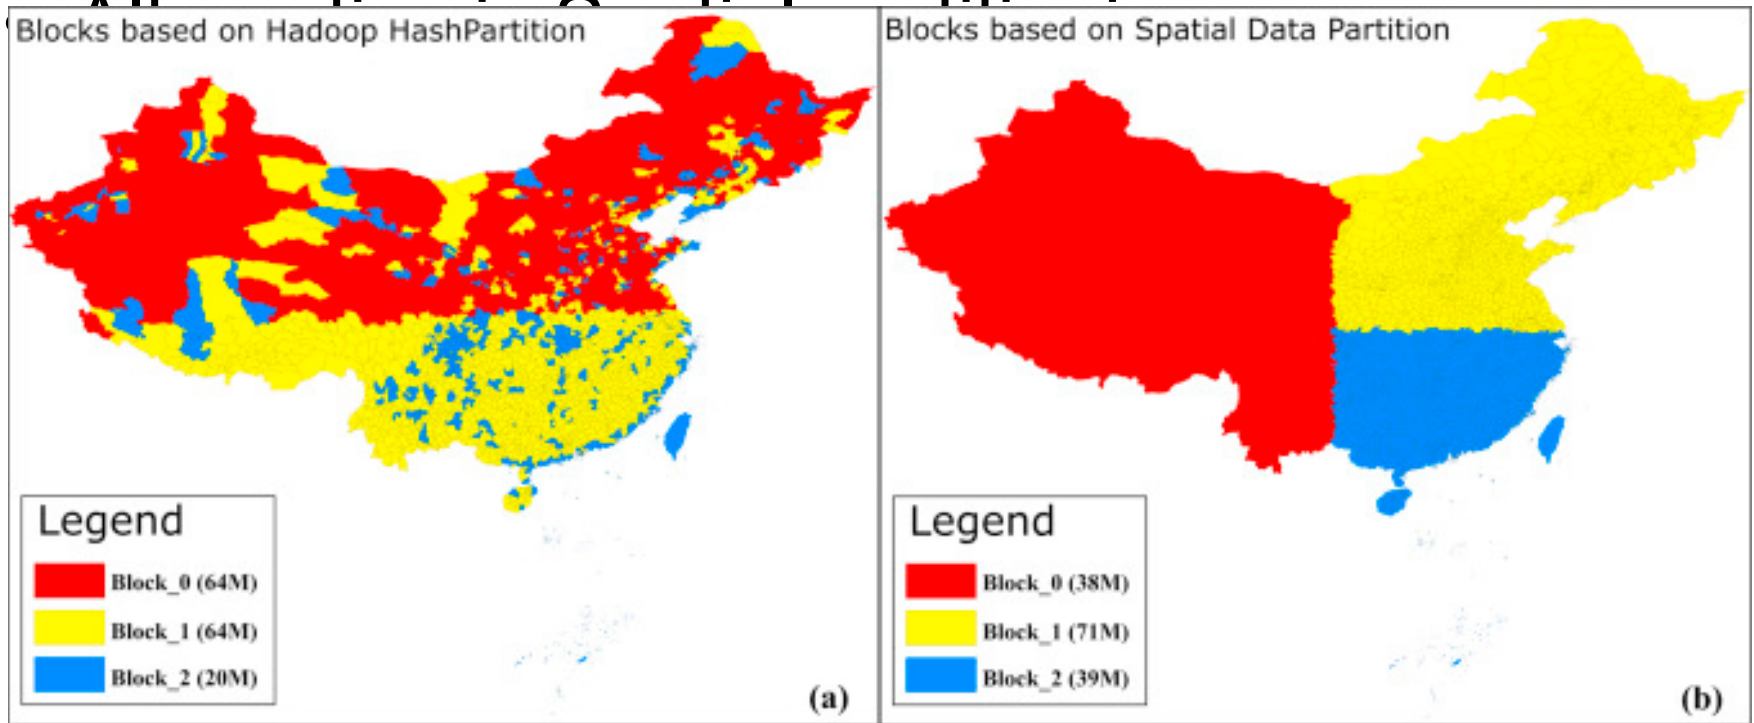 Blocks based on Hadoop HashPartition
Legend
Block_0 (64M)
Block_1 (64M)
Block_2 (20M)
(a)
Blocks based on Spatial Data Partition
Legend
Block_0 (38M)
Block_1 (71M)
Block_2 (39M)
(b)